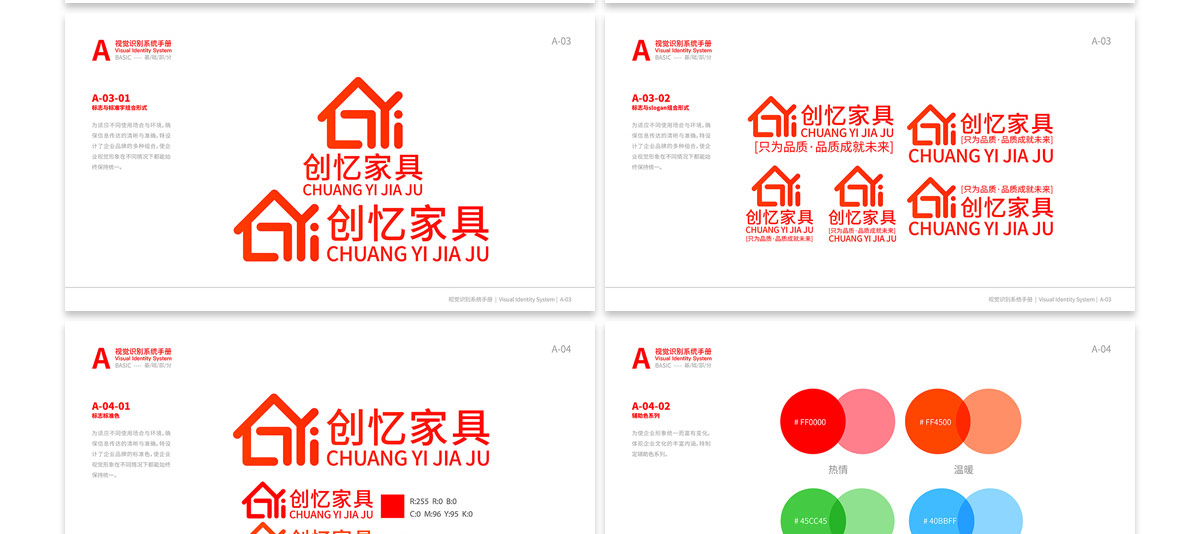 A
视觉识别系统手册
Visual Identity System
BASIC ---- 基/础/部/分
A-03
A-03-01
标志与标准字组合形式
为适应不同使用场合与环境,确
保信息传达的清晰与准确,特设
计了企业品牌的多种组合,使企
业视觉形象在不同情况下都能始
终保持统一。
创忆家具
CHUANG YI JIA JU
创忆家具
CHUANG YI JIA JU
视觉识别系统手册 | Visual Identity System | A-03
A
视觉识别系统手册
Visual Identity System
BASIC ---- 基/础/部/分
A-03
A-03-02
标志与slogan组合形式
为适应不同使用场合与环境,确
保信息传达的清晰与准确,特设
计了企业品牌的多种组合,使企
业视觉形象在不同情况下都能始
终保持统一。
创忆家具
CHUANG YI JIA JU
[只为品质·品质成就未来]
创忆家具
[只为品质·品质成就未来]
CHUANG YI JIA JU
创忆家具
CHUANG YI JIA JU
[只为品质·品质成就未来]
创忆家具
[只为品质·品质成就未来]
CHUANG YI JIA JU
[只为品质·品质成就未来]
创忆家具
CHUANG YI JIA JU
视觉识别系统手册 | Visual Identity System | A-03
A
视觉识别系统手册
Visual Identity System
BASIC ---- 基/础/部/分
A-04
A-04-01
标志标准色
为适应不同使用场合与环境,确
保信息传达的清晰与准确,特设
计了企业品牌的标准色,使企业
视觉形象在不同情况下都能始终
保持统一。
创忆家具
CHUANG YI JIA JU
创忆家具
CHUANG YI JIA JU
R:255 R:0 B:0
C:0 M:96 Y:95 K:0
A
视觉识别系统手册
Visual Identity System
BASIC ---- 基/础/部/分
A-04
A-04-02
辅助色系列
为使企业形象统一而富有变化,
体现企业文化的丰富内涵,特制
定辅助色系列。
# FF0000
热情
# FF4500
温暖
# 45CC45
# 40BBFF